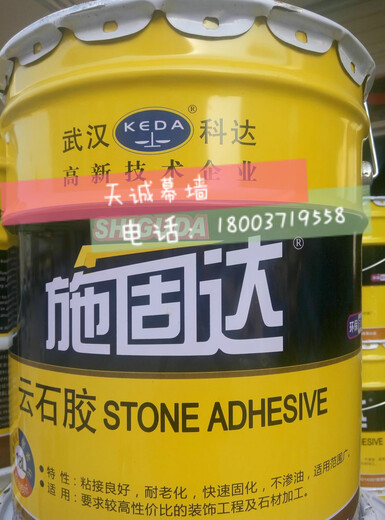 武汉 KEDA® 科达
高新技术企业
天诚幕墙
SHIGUDA
电话：18003719558
施固达®
云石胶 STONE ADHESIVE
特性：粘接良好，耐老化，快速固化，不渗油，适用范围广。
适用：要求较高性价比的装饰工程及石材加工。